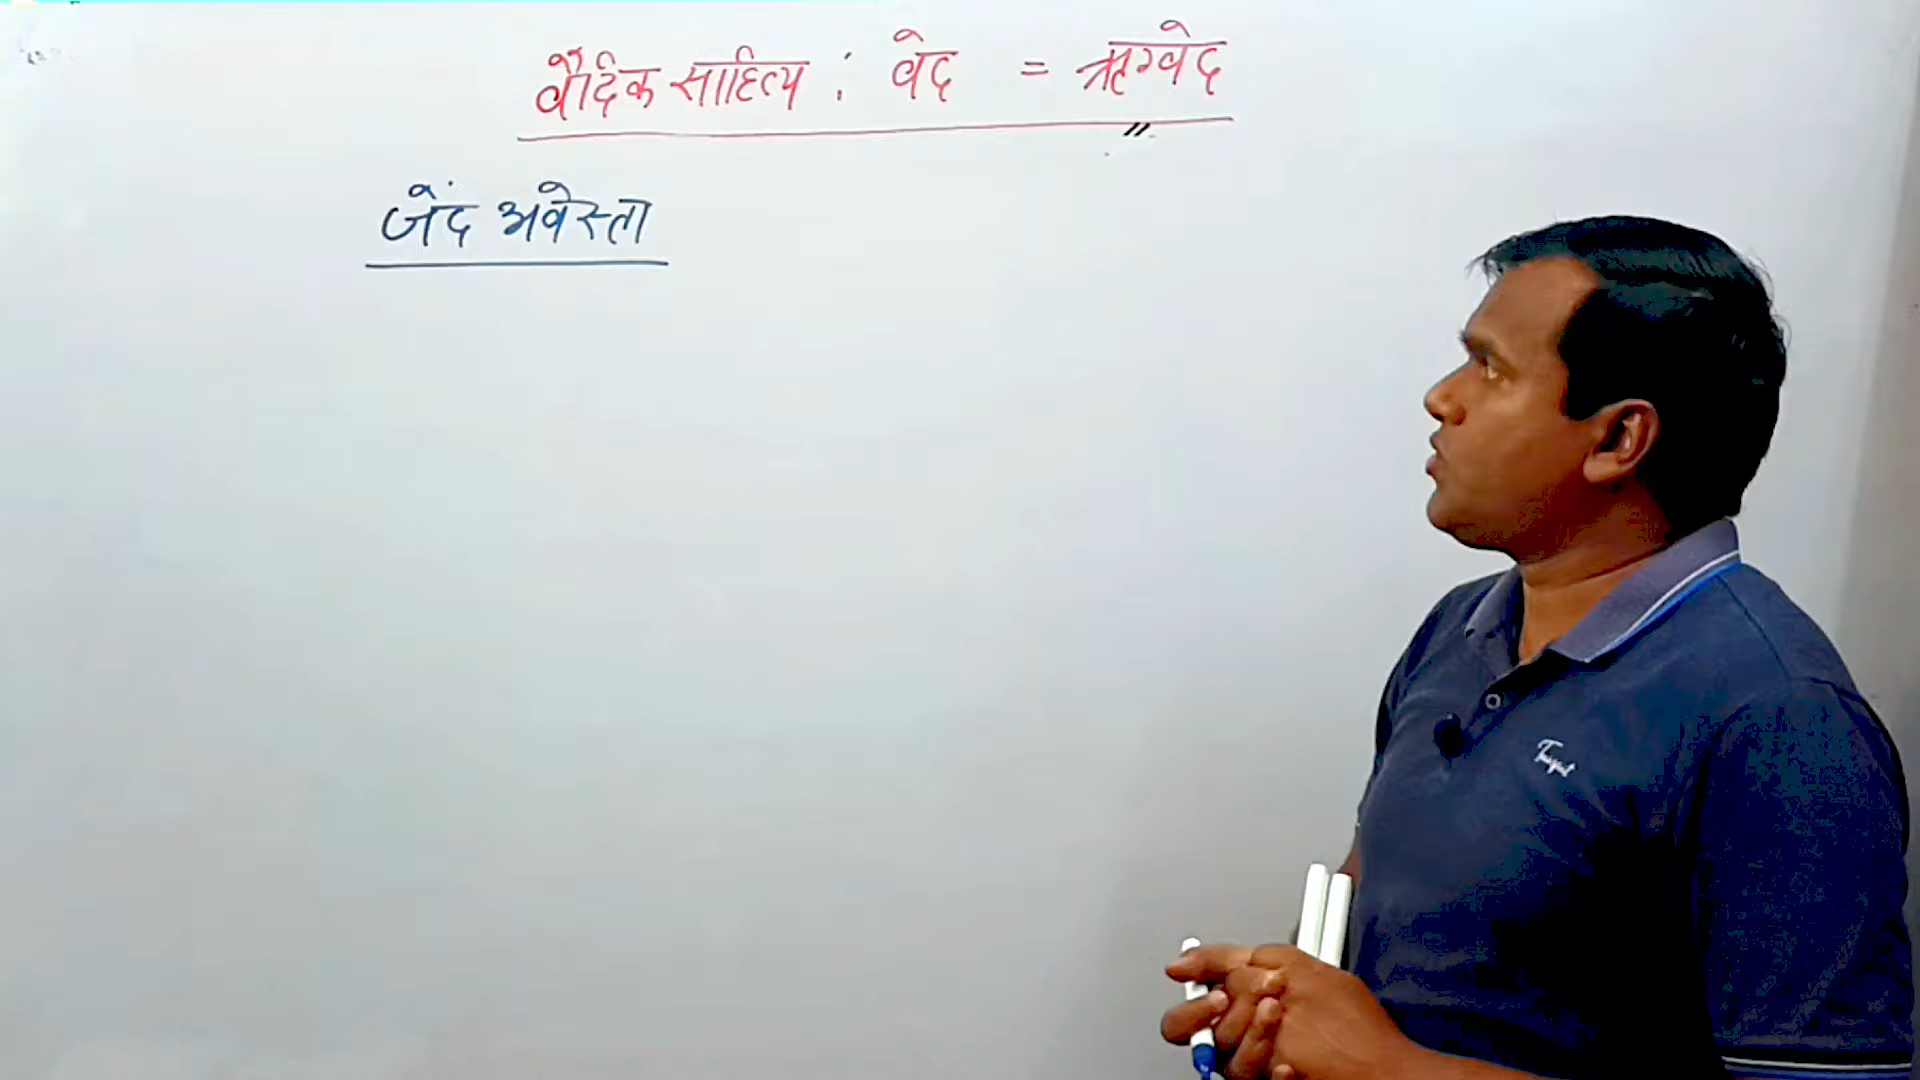 वैदिक साहित्य : वेद = ऋग्वेद
जेंद अवेस्ता